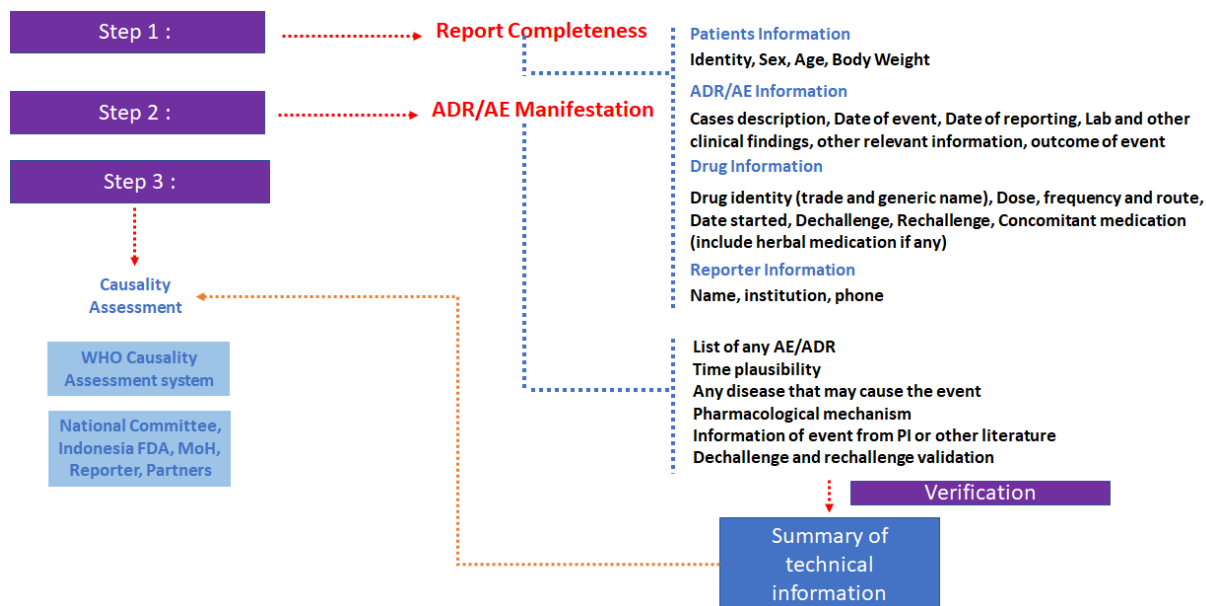 Step 1 :
Report Completeness
Patients Information
Identity, Sex, Age, Body Weight
ADR/AE Information
Cases description, Date of event, Date of reporting, Lab and other
clinical findings, other relevant information, outcome of event
Drug Information
Drug identity (trade and generic name), Dose, frequency and route,
Date started, Dechallenge, Rechallenge, Concomitant medication
(include herbal medication if any)
Reporter Information
Name, institution, phone
Step 2 :
ADR/AE Manifestation
List of any AE/ADR
Time plausibility
Any disease that may cause the event
Pharmacological mechanism
Information of event from PI or other literature
Dechallenge and rechallenge validation
Verification
Summary of
technical
information
Step 3 :
Causality
Assessment
WHO Causality
Assessment system
National Committee,
Indonesia FDA, MoH,
Reporter, Partners